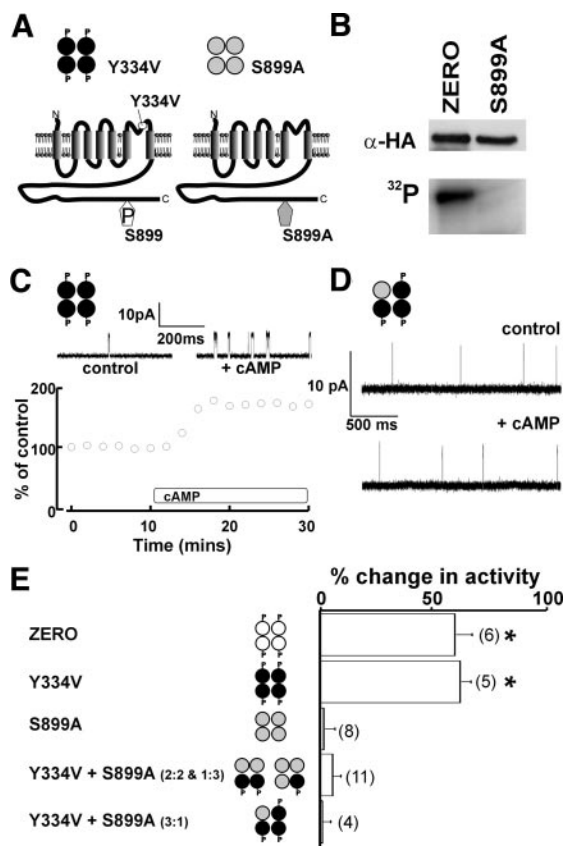 A
P P
P P
Y334V
S899A
Y334V
N
N
P
C
C
S899
S899A
B
ZERO
S899A
α-HA
32P
C
P P
P P
10pA
200ms
control
+ cAMP
% of control
200
100
0
cAMP
0 10 20 30
Time (mins)
D
P
P P
control
10 pA
500 ms
+ cAMP
E
% change in activity
0 50 100
ZERO
P P
P P
(6) *
Y334V
P P
P P
(5) *
S899A
(8)
Y334V + S899A (2:2 & 1:3)
P P P
(11)
Y334V + S899A (3:1)
P
P P
(4)